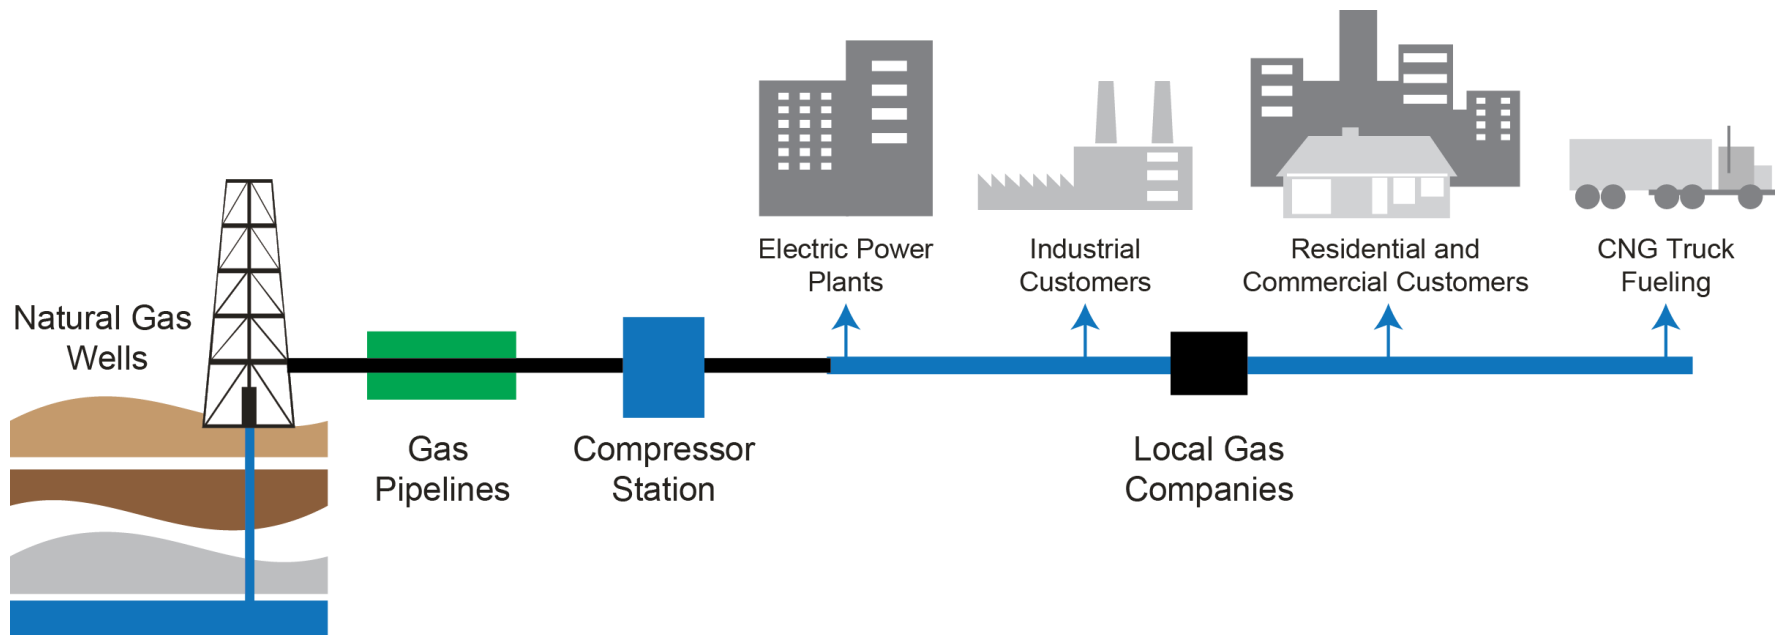 Electric Power
Plants
Industrial
Customers
Residential and
Commercial Customers
CNG Truck
Fueling
Natural Gas
Wells
Gas
Pipelines
Compressor
Station
Local Gas
Companies